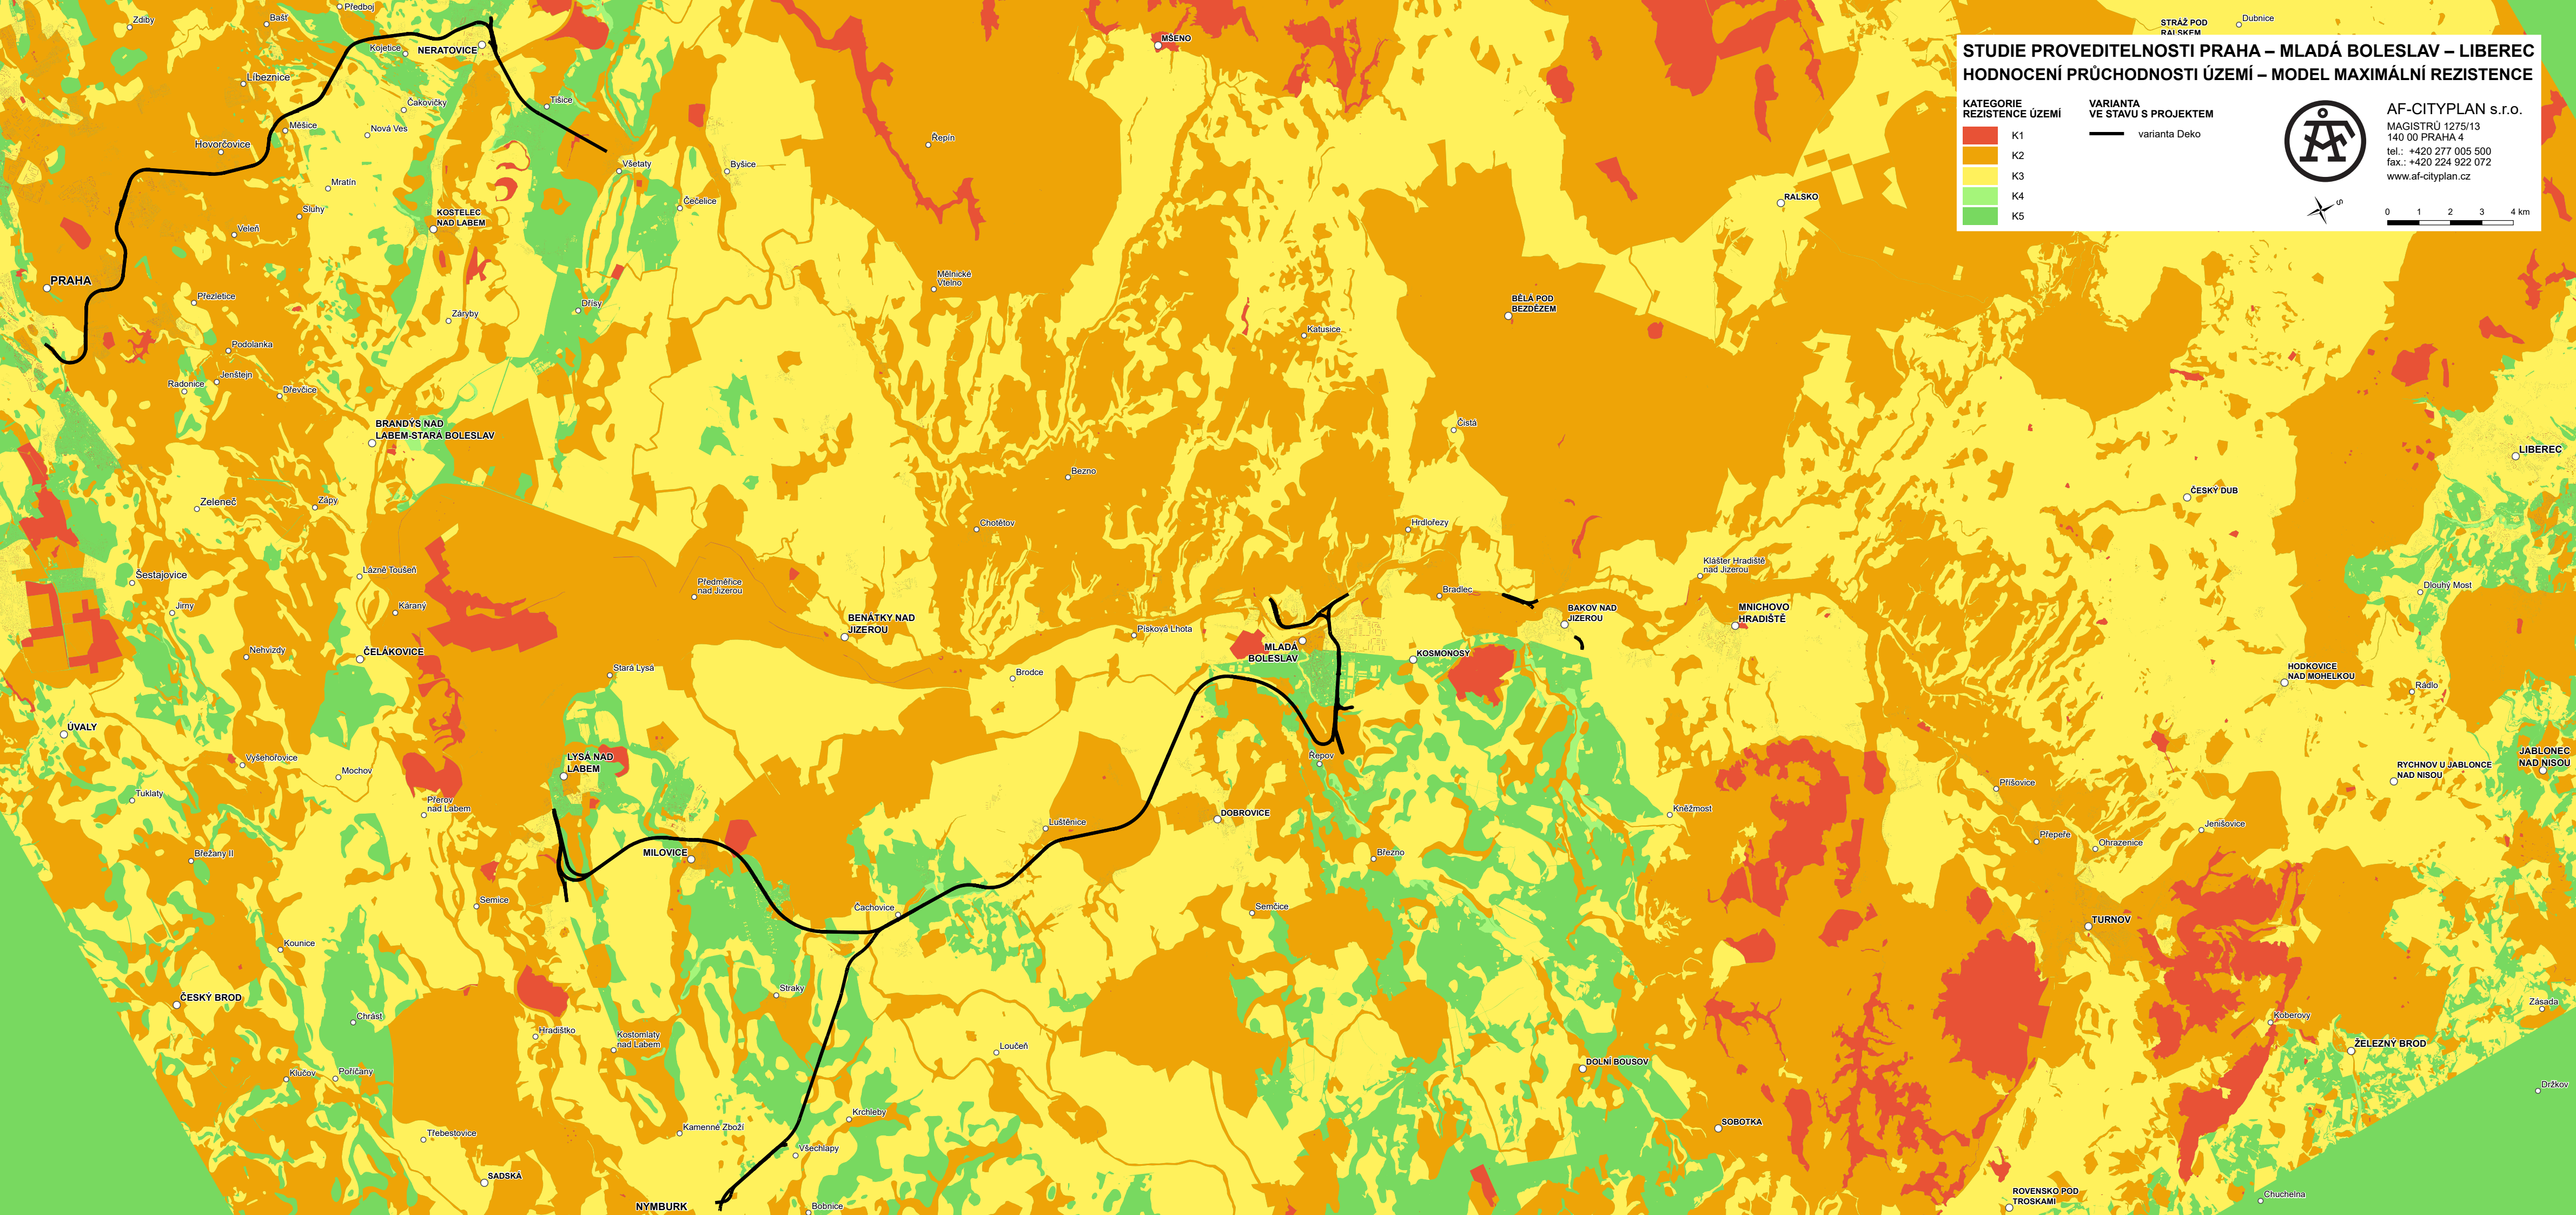 STUDIE PROVEDITELNOSTI PRAHA – MLADÁ BOLESLAV – LIBEREC
HODNOCENÍ PRŮCHODNOSTI ÚZEMÍ – MODEL MAXIMÁLNÍ REZISTENCE
KATEGORIE
REZISTENCE ÚZEMÍ
K1
K2
K3
K4
K5
VARIANTA
VE STAVU S PROJEKTEM
varianta Deko
AF-CITYPLAN s.r.o.
MAGISTRŮ 1275/13
140 00 PRAHA 4
tel.: +420 277 005 500
fax.: +420 224 922 072
www.af-cityplan.cz
S
0 1 2 3 4 km
Předboj
Zdiby
Bašť
STRÁŽ POD
RALSKEM
Dubnice
Kojetice
NERATOVICE
MŠENO
Líbeznice
Čakovičky
Tišice
Měšice
Nová Ves
Hovorčovice
Řepín
Všetaty
Byšice
Mratín
Čečelice
RALSKO
Sluhy
KOSTELEC
NAD LABEM
Veleň
PRAHA
Mělnické
Vtelno
Přezletice
Dřísy
BĚLÁ POD
BEZDĚZEM
Záryby
Katusice
Podolanka
Jenštejn
Radonice
Dřevčice
BRANDÝS NAD
LABEM-STARÁ BOLESLAV
Čistá
LIBEREC
Bezno
ČESKÝ DUB
Zeleneč
Zápy
Chotětov
Hrdlořezy
Klášter Hradiště
nad Jizerou
Šestajovice
Lázně Toušeň
Předměřice
nad Jizerou
Dlouhý Most
Bradlec
Jirny
Káraný
BENÁTKY NAD
JIZEROU
BAKOV NAD
JIZEROU
MNICHOVO
HRADIŠTĚ
Písková Lhota
MLADÁ
BOLESLAV
KOSMONOSY
Nehvizdy
ČELÁKOVICE
Stará Lysá
Brodce
HODKOVICE
NAD MOHELKOU
Rádlo
ÚVALY
Vyšehořovice
LYSÁ NAD
LABEM
Řepov
JABLONEC
NAD NISOU
RYCHNOV U JABLONCE
NAD NISOU
Mochov
Příšovice
Tuklaty
Přerov
nad Labem
DOBROVICE
Kněžmost
Luštěnice
Jenišovice
Přepeře
Ohrazenice
Břežany II
MILOVICE
Březno
Semice
Čachovice
Semčice
TURNOV
Kounice
Straky
ČESKÝ BROD
Zásada
Chrást
Koberovy
Hradištko
Kostomlaty
nad Labem
Loučeň
ŽELEZNÝ BROD
DOLNÍ BOUSOV
Klučov
Poříčany
Držkov
Krchleby
Kamenné Zboží
SOBOTKA
Třebestovice
Všechlapy
SADSKÁ
ROVENSKO POD
TROSKAMI
Chuchelna
NYMBURK
Bobnice